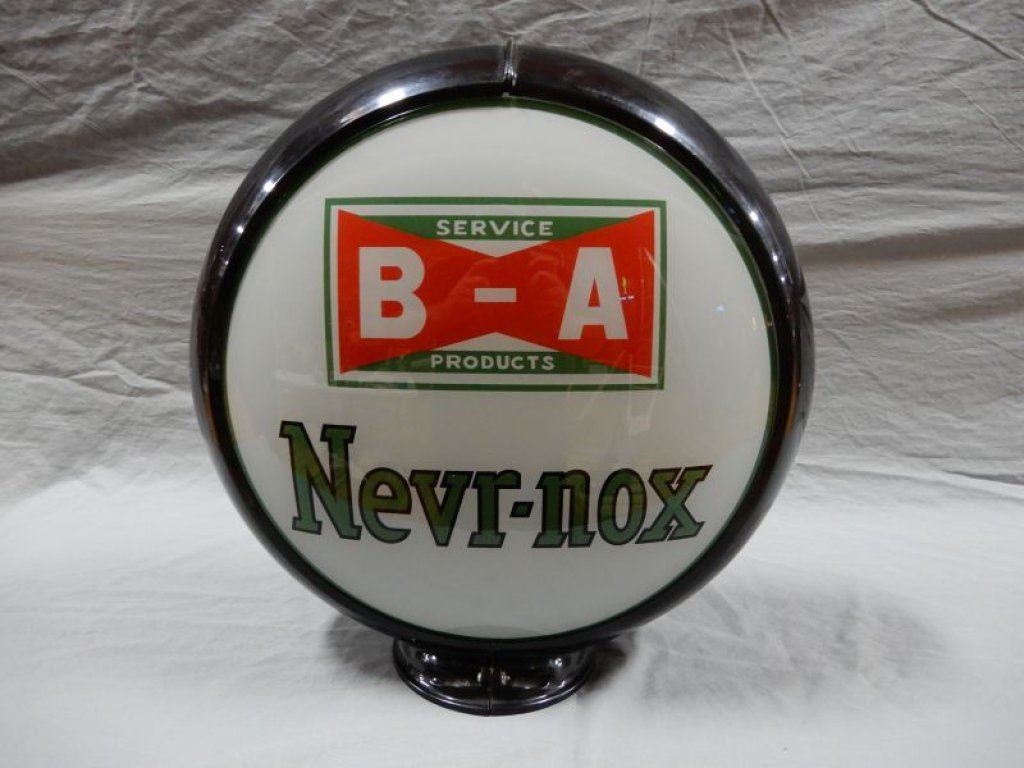 SERVICE
B-A
PRODUCTS
Nevr-nox